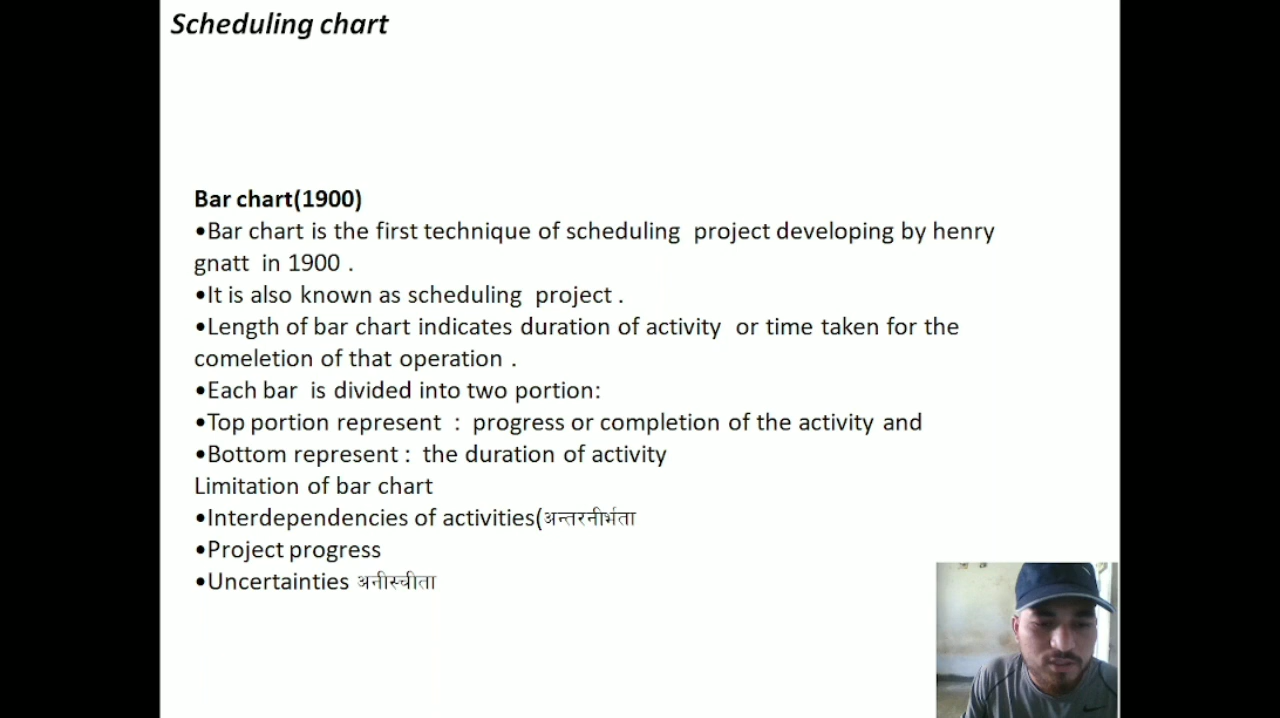 Scheduling chart
Bar chart(1900)
•Bar chart is the first technique of scheduling project developing by henry
gnatt in 1900 .
•It is also known as scheduling project .
•Length of bar chart indicates duration of activity or time taken for the
comeletion of that operation .
•Each bar is divided into two portion:
•Top portion represent : progress or completion of the activity and
•Bottom represent : the duration of activity
Limitation of bar chart
•Interdependencies of activities(अन्तरनीर्भता
•Project progress
•Uncertainties अनीस्चीता